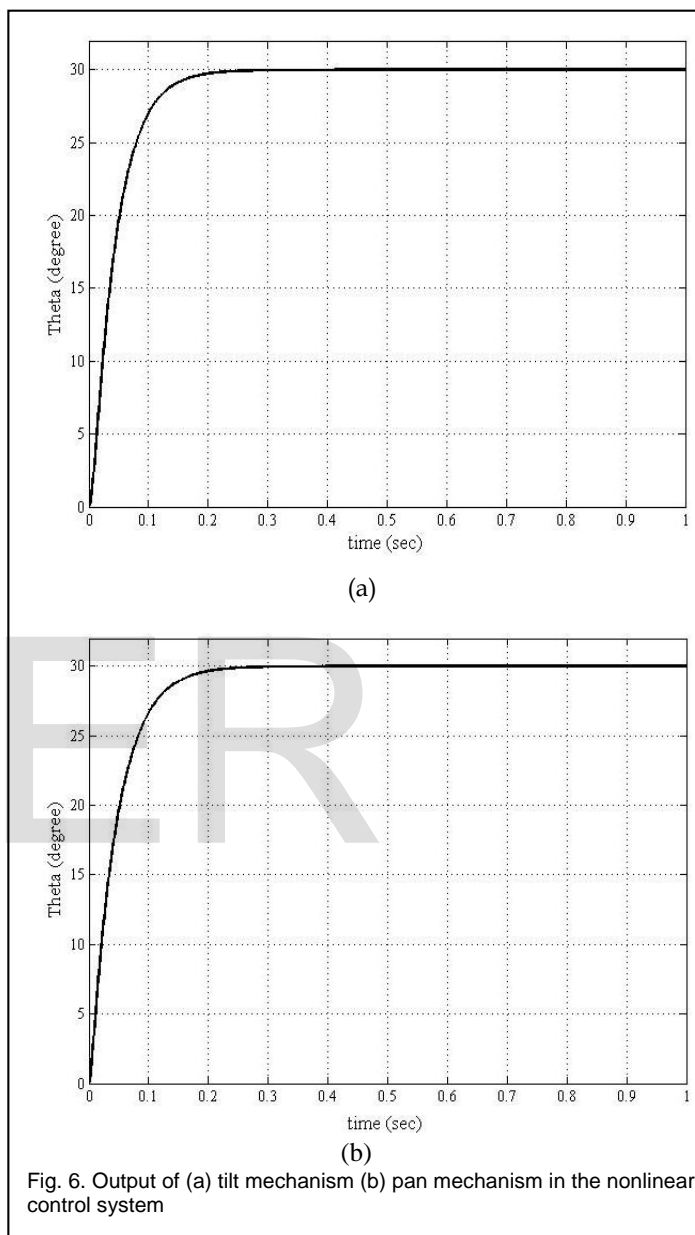 30
25
20
15
10
5
0
Theta (degree)
0 0.1 0.2 0.3 0.4 0.5 0.6 0.7 0.8 0.9 1
time (sec)
(a)
ER
30
25
20
15
10
5
0
Theta (degree)
0 0.1 0.2 0.3 0.4 0.5 0.6 0.7 0.8 0.9 1
time (sec)
(b)
Fig. 6. Output of (a) tilt mechanism (b) pan mechanism in the nonlinear
control system